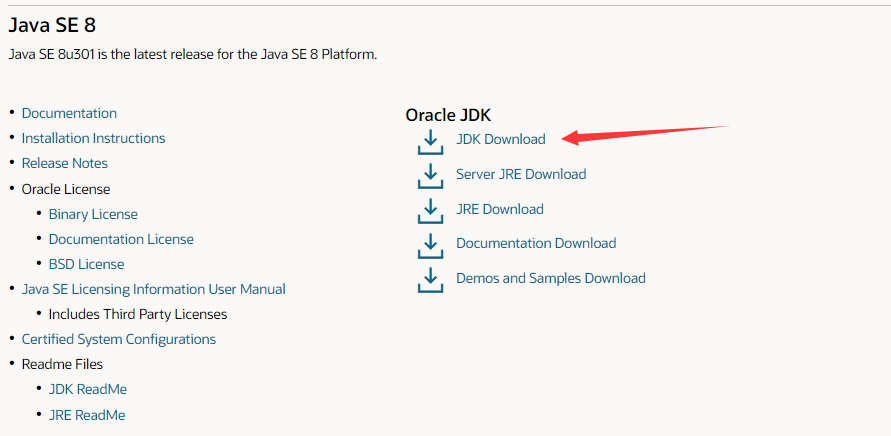 Java SE 8
Java SE 8u301 is the latest release for the Java SE 8 Platform.
• Documentation
• Installation Instructions
• Release Notes
• Oracle License
• Binary License
• Documentation License
• BSD License
• Java SE Licensing Information User Manual
• Includes Third Party Licenses
• Certified System Configurations
• Readme Files
• JDK ReadMe
• JRE ReadMe
Oracle JDK
JDK Download
Server JRE Download
JRE Download
Documentation Download
Demos and Samples Download